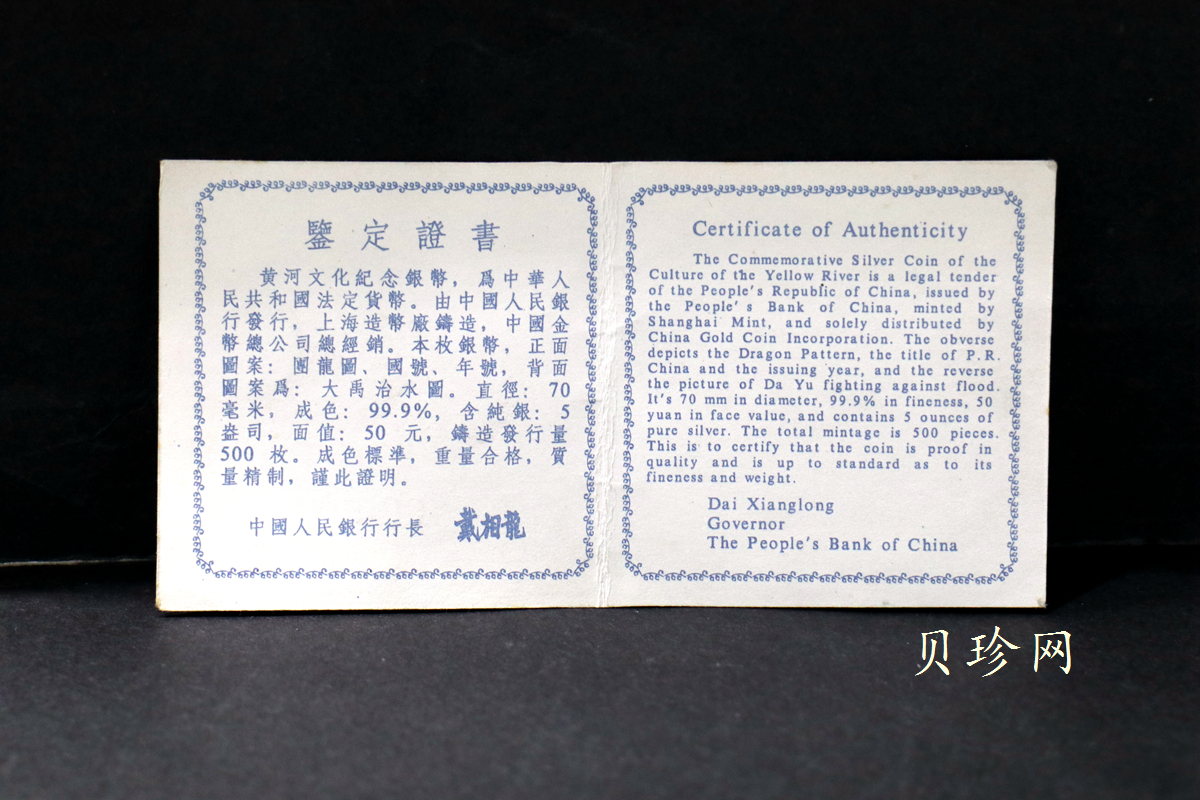 鑒定證書
黄河文化紀念銀幣，爲中華人
民共和國法定貨幣。由中國人民銀
行發行，上海造幣廠鑄造，中國金
幣總公司總經銷。本枚銀幣，正面
圖案：團龍圖、國號、年號，背面
圖案爲：大禹治水圖。直徑：70
毫米，成色：99.9%，含純銀：5
盎司，面值：50 元，鑄造發行量
500 枚。成色標準，重量合格，質
量精制，謹此證明。
中國人民銀行行長 戴相龍
Certificate of Authenticity
The Commemorative Silver Coin of the
Culture of the Yellow River is a legal tender
of the People's Republic of China, issued by
the People's Bank of China, minted by
Shanghai Mint, and solely distributed by
China Gold Coin Incorporation. The obverse
depicts the Dragon Pattern, the title of P.R.
China and the issuing year, and the reverse
the picture of Da Yu fighting against flood.
It's 70 mm in diameter, 99.9% in fineness, 50
yuan in face value, and contains 5 ounces of
pure silver. The total mintage is 500 pieces.
This is to certify that the coin is proof in
quality and is up to standard as to its
fineness and weight.
Dai Xianglong
Governor
The People's Bank of China
贝珍网